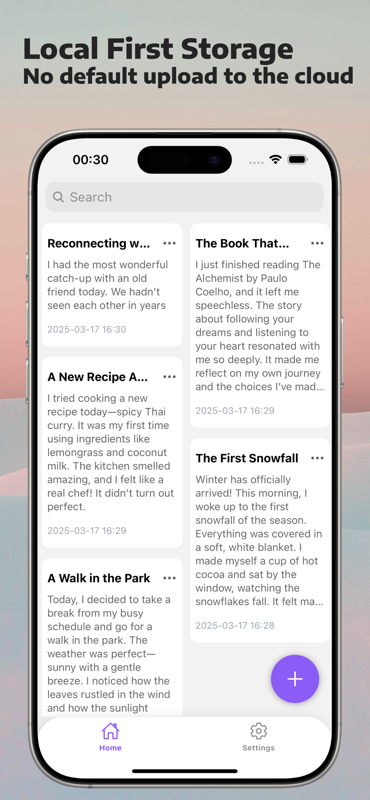 Local First Storage
No default upload to the cloud
00:30
Search
Reconnecting w...
I had the most wonderful
catch-up with an old
friend today. We hadn't
seen each other in years
2025-03-17 16:30
A New Recipe A...
I tried cooking a new
recipe today—spicy Thai
curry. It was my first time
using ingredients like
lemongrass and coconut
milk. The kitchen smelled
amazing, and I felt like a
real chef! It didn't turn out
perfect.
2025-03-17 16:29
A Walk in the Park
Today, I decided to take a
break from my busy
schedule and go for a
walk in the park. The
weather was perfect—
sunny with a gentle
breeze. I noticed how the
leaves rustled in the wind
and how the sunlight
The Book That...
I just finished reading The
Alchemist by Paulo
Coelho, and it left me
speechless. The story
about following your
dreams and listening to
your heart resonated with
me so deeply. It made me
reflect on my own journey
and the choices I've mad...
2025-03-17 16:29
The First Snowfall
Winter has officially
arrived! This morning, I
woke up to the first
snowfall of the season.
Everything was covered in
a soft, white blanket. I
made myself a cup of hot
cocoa and sat by the
window, watching the
snowflakes fall. It felt ma...
2025-03-17 16:28
Home
Settings